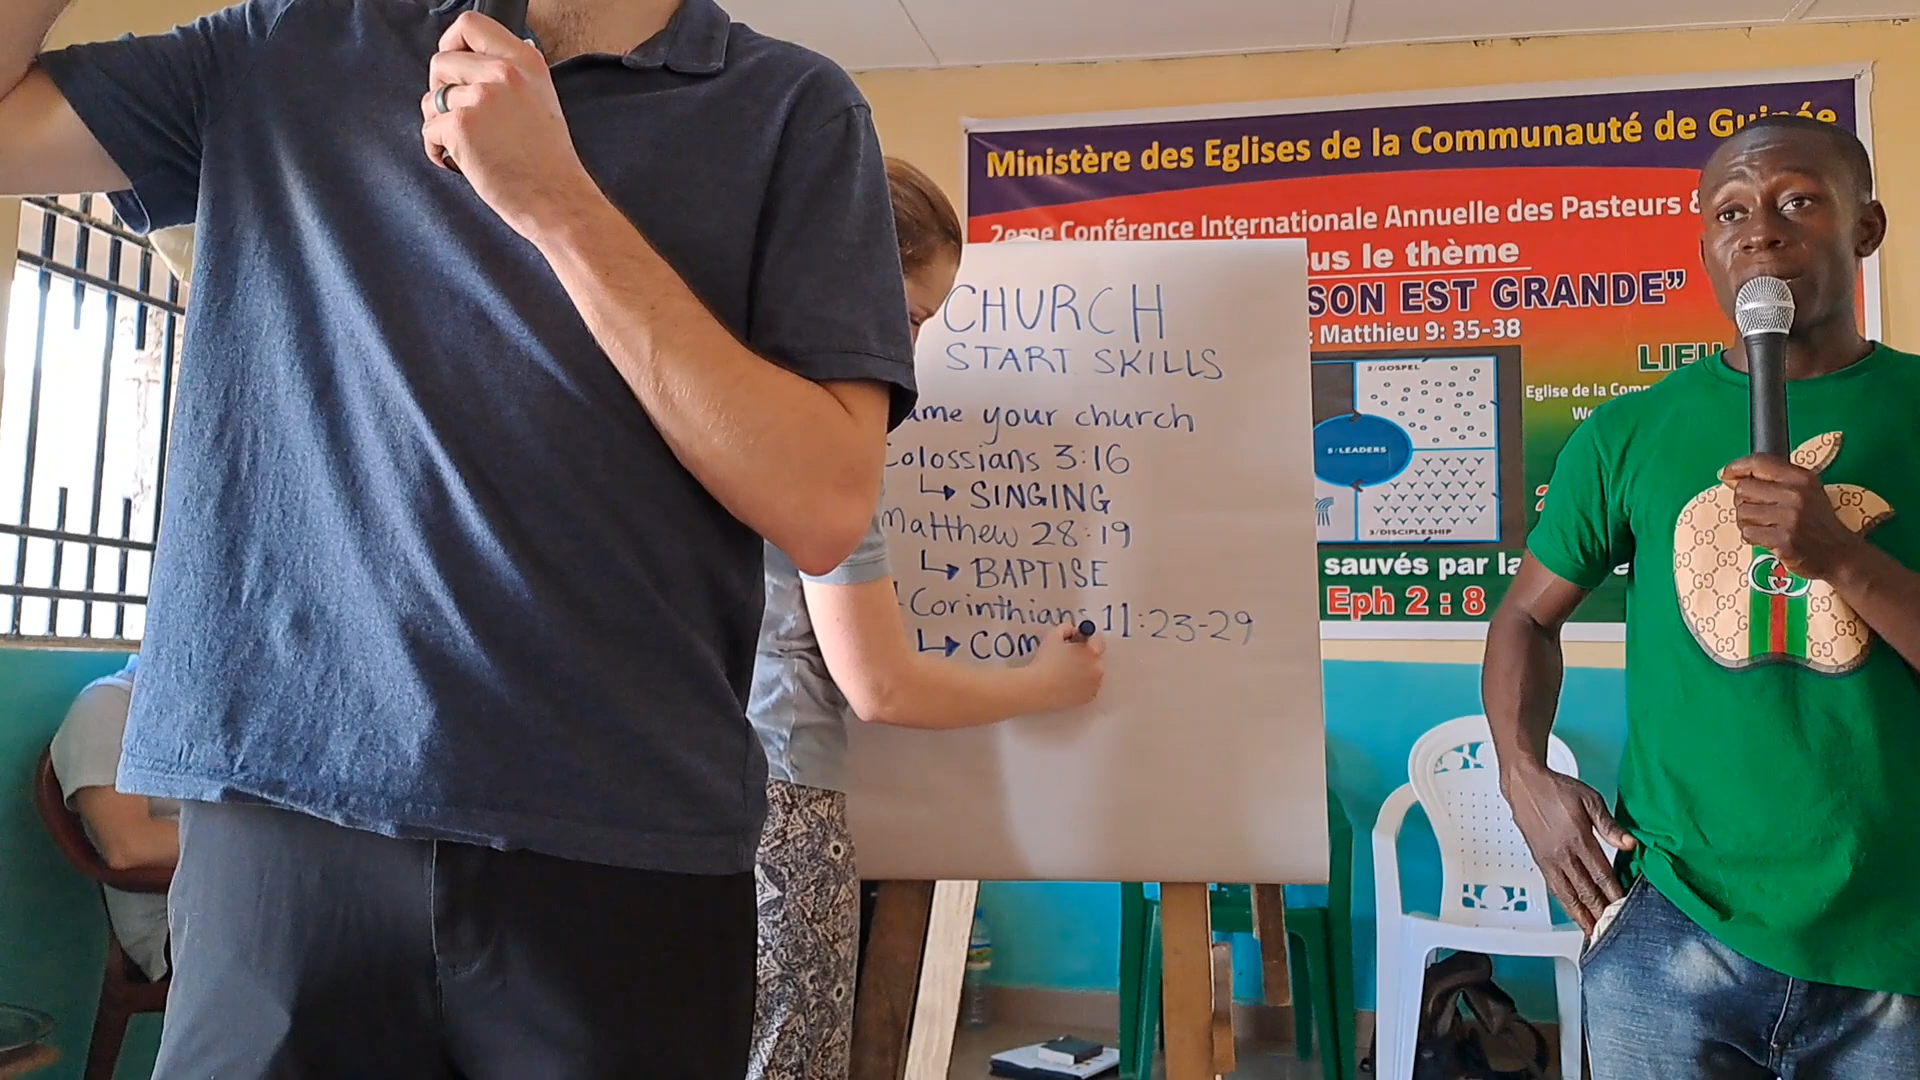 Ministère des Eglises de la Communauté de Guinée
2eme Conférence Internationale Annuelle des Pasteurs &
us le thème
SON EST GRANDE”
: Matthieu 9: 35-38
LIEU
Eglise de la Com
2/GOSPEL
5/LEADERS
3/DISCIPLESHIP
sauvés par la
Eph 2 : 8
CHURCH
START SKILLS
ame your church
Colossians 3:16
↳ SINGING
Matthew 28:19
↳ BAPTISE
Corinthians 11:23-29
↳ COM